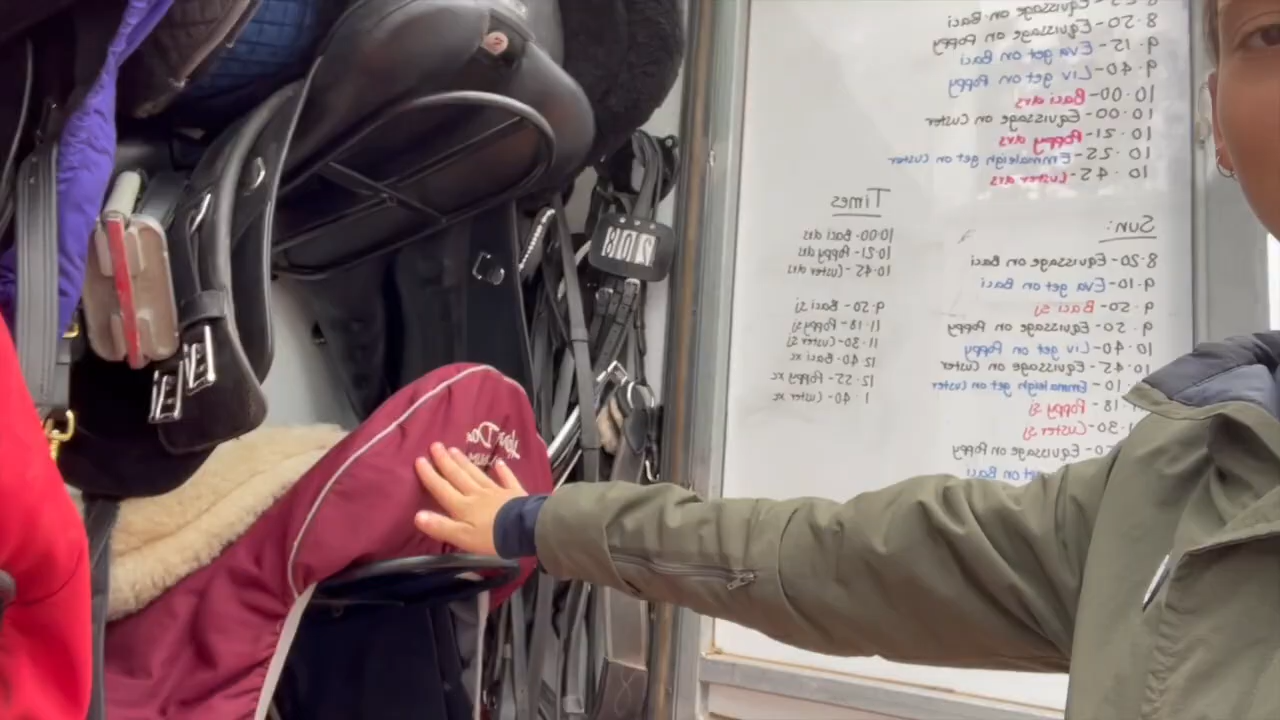 8.50-Equissage on Poppy
9.15-Eva get on Baci
9.40-Liv get on Poppy
10.00-Baci drs
10.00-Equissage on Custer
10.21-Poppy drs
10.25-Emmaleigh get on Custer
10.45-Custer drs
Sun:
8.20-Equissage on Baci
9.10-Eva get on Baci
9.50-Baci sj
9.50-Equissage on Poppy
10.40-Liv get on Poppy
10.45-Equissage on Custer
10-Emmaleigh get on Custer
18-Poppy sj
.30-Custer sj
Equissage on Poppy
get on Baci
Times
10.00-Baci drs
10.21-Poppy drs
10.45-Custer drs
9.50-Baci sj
11.18-Poppy sj
11.30-Custer sj
12.40-Baci xc
12.55-Poppy xc
1.40-Custer xc